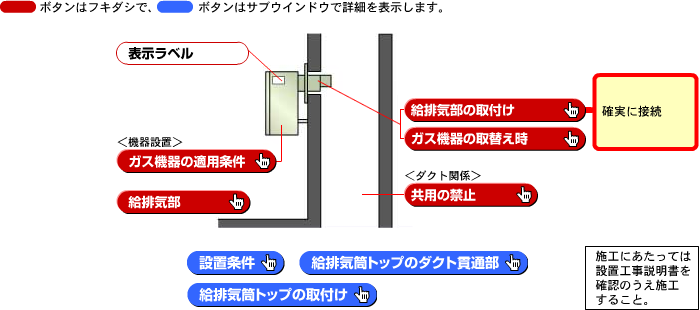 ボタンはフキダシで、 ボタンはサブウインドウで詳細を表示します。
表示ラベル
給排気部の取付け
確実に接続
ガス機器の取替え時
＜機器設置＞
ガス機器の適用条件
＜ダクト関係＞
給排気部
共用の禁止
設置条件
給排気筒トップのダクト貫通部
給排気筒トップの取付け
施工にあたっては
設置工事説明書を
確認のうえ施工
すること。